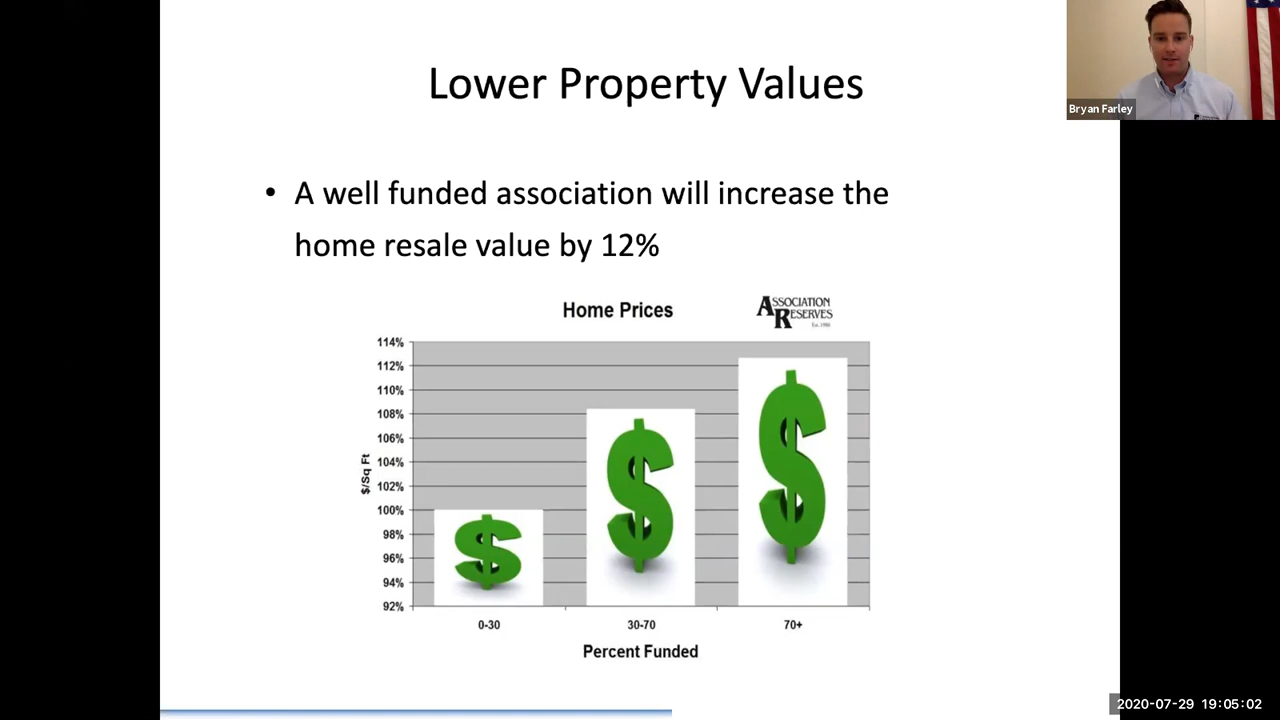 Lower Property Values
Bryan Farley
• A well funded association will increase the
home resale value by 12%
Home Prices
ASSOCIATION
RESERVES
Est. 1986
114%
112%
110%
108%
106%
104%
102%
100%
98%
96%
94%
92%
$/Sq Ft
0-30
30-70
70+
Percent Funded
2020-07-29 19:05:02